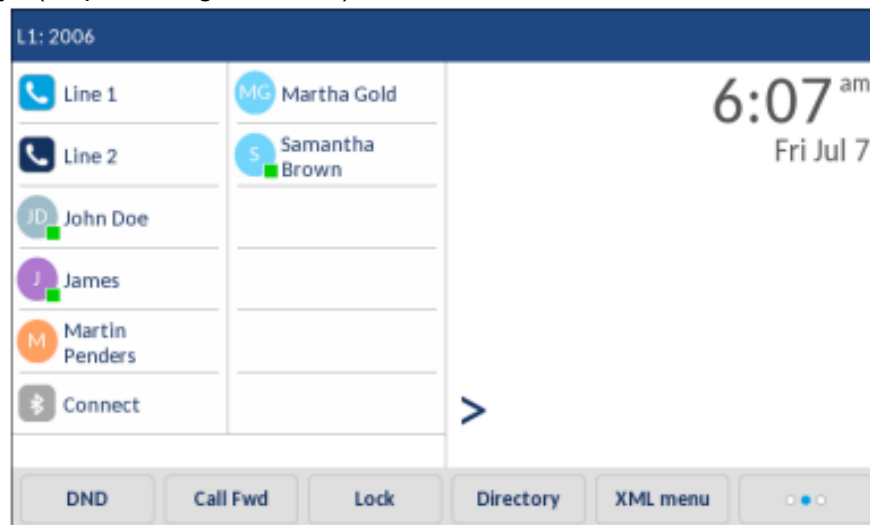 L1: 2006
Line 1
Line 2
JD John Doe
J James
M Martin
Penders
Connect
MG Martha Gold
S Samantha
Brown
6:07 am
Fri Jul 7
>
DND
Call Fwd
Lock
Directory
XML menu